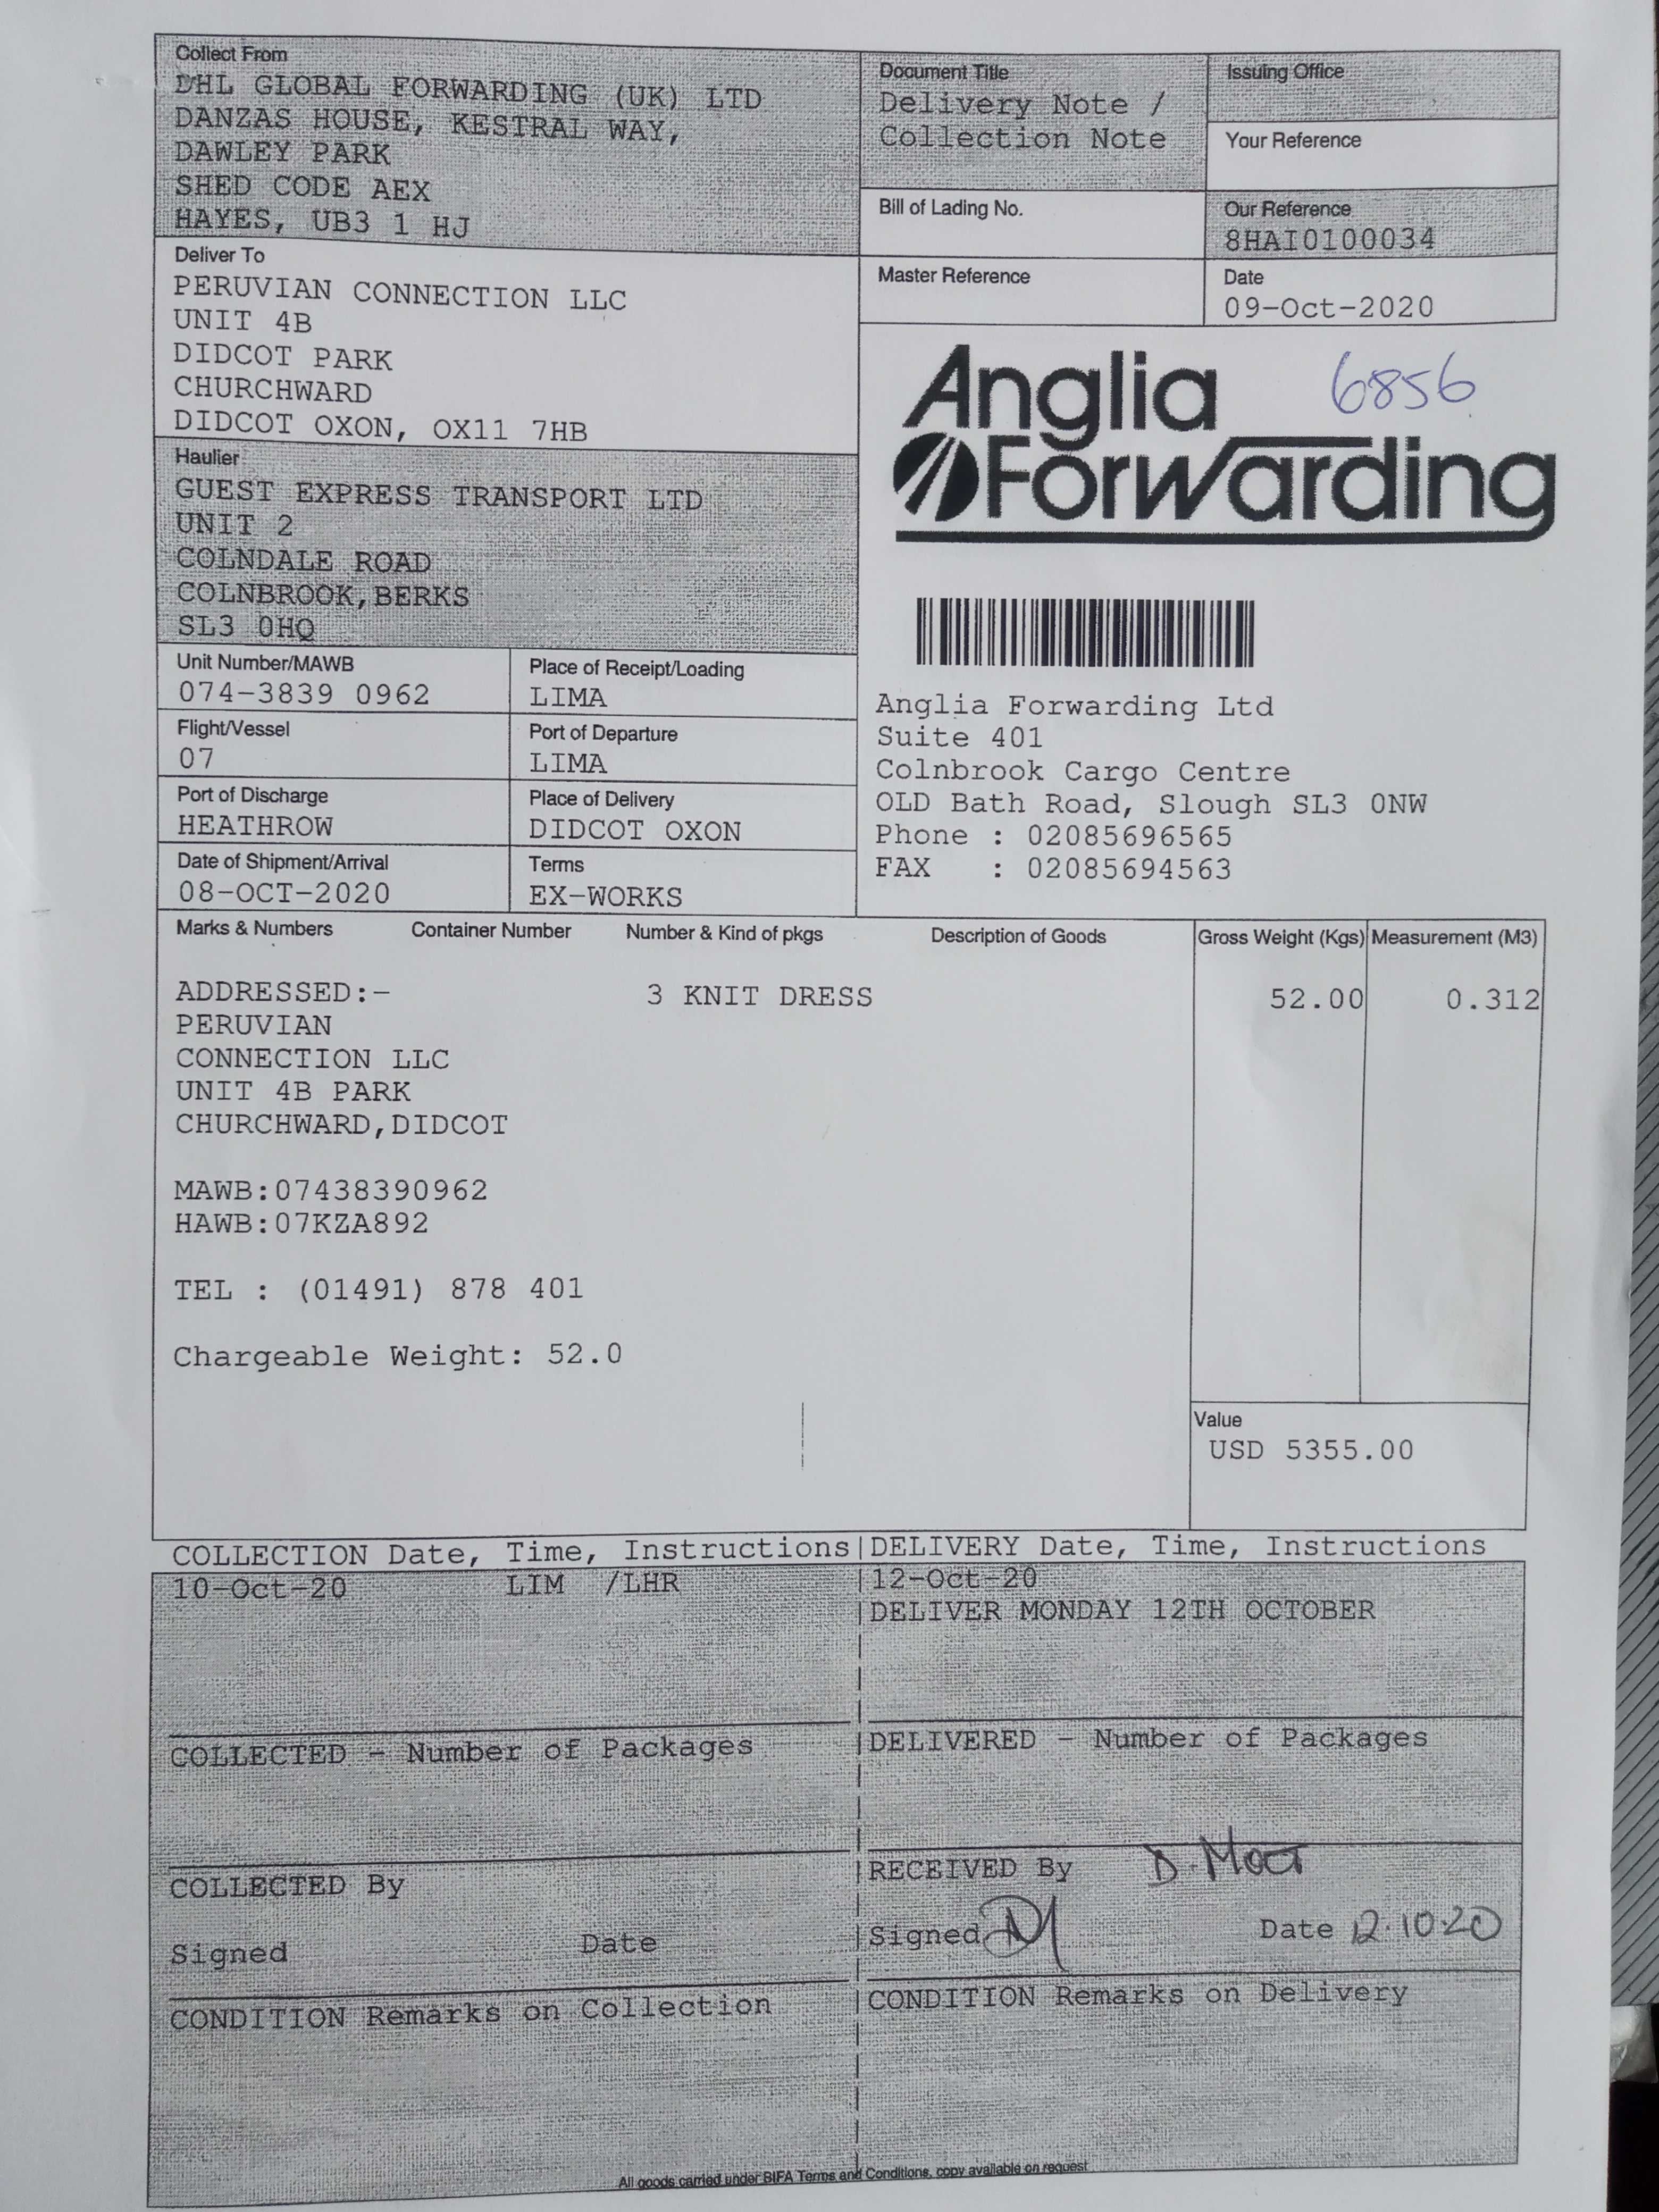 Collect From
DHL GLOBAL FORWARDING (UK) LTD
DANZAS HOUSE, KESTRAL WAY,
DAWLEY PARK
SHED CODE AEX
HAYES, UB3 1 HJ
Document Title
Delivery Note /
Collection Note
Issuing Office
Your Reference
Bill of Lading No.
Our Reference
8HAI0100034
Master Reference
Date
09-Oct-2020
Deliver To
PERUVIAN CONNECTION LLC
UNIT 4B
DIDCOT PARK
CHURCHWARD
DIDCOT OXON, OX11 7HB
Anglia
Forwarding
6856
Haulier
GUEST EXPRESS TRANSPORT LTD
UNIT 2
COLNDALE ROAD
COLNBROOK,BERKS
SL3 0HQ
Unit Number/MAWB
074-3839 0962
Place of Receipt/Loading
LIMA
Flight/Vessel
07
Port of Departure
LIMA
Port of Discharge
HEATHROW
Place of Delivery
DIDCOT OXON
Date of Shipment/Arrival
08-OCT-2020
Terms
EX-WORKS
Anglia Forwarding Ltd
Suite 401
Colnbrook Cargo Centre
OLD Bath Road, Slough SL3 0NW
Phone : 02085696565
FAX : 02085694563
Marks & Numbers Container Number Number & Kind of pkgs Description of Goods Gross Weight (Kgs) Measurement (M3)
ADDRESSED:- 3 KNIT DRESS 52.00 0.312
PERUVIAN
CONNECTION LLC
UNIT 4B PARK
CHURCHWARD,DIDCOT
MAWB:07438390962
HAWB:07KZA892
TEL : (01491) 878 401
Chargeable Weight: 52.0
Value
USD 5355.00
COLLECTION Date, Time, Instructions|DELIVERY Date, Time, Instructions
10-Oct-20 LIM /LHR |12-Oct-20
|DELIVER MONDAY 12TH OCTOBER
COLLECTED - Number of Packages |DELIVERED - Number of Packages
COLLECTED By
Signed Date
|RECEIVED By D.
|Signed DM Date 12.10.20
CONDITION Remarks on Collection |CONDITION Remarks on Delivery
All goods carried under BIFA Terms and Conditions, copy available on request